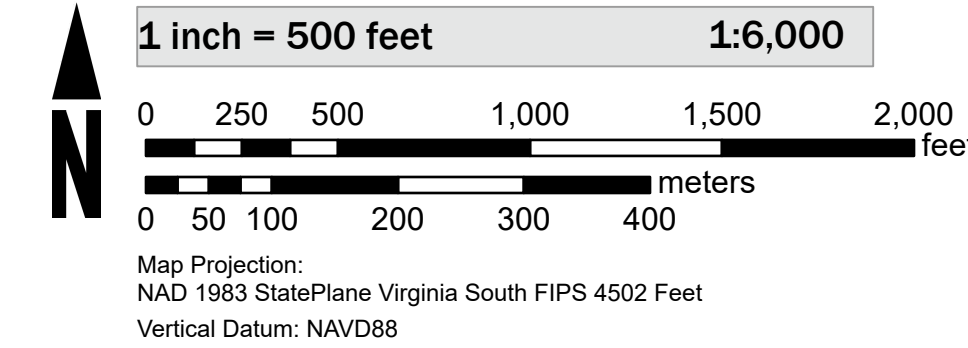 1 inch = 500 feet 1:6,000
0 250 500 1,000 1,500 2,000
feet
meters
0 50 100 200 300 400
N
Map Projection:
NAD 1983 StatePlane Virginia South FIPS 4502 Feet
Vertical Datum: NAVD88